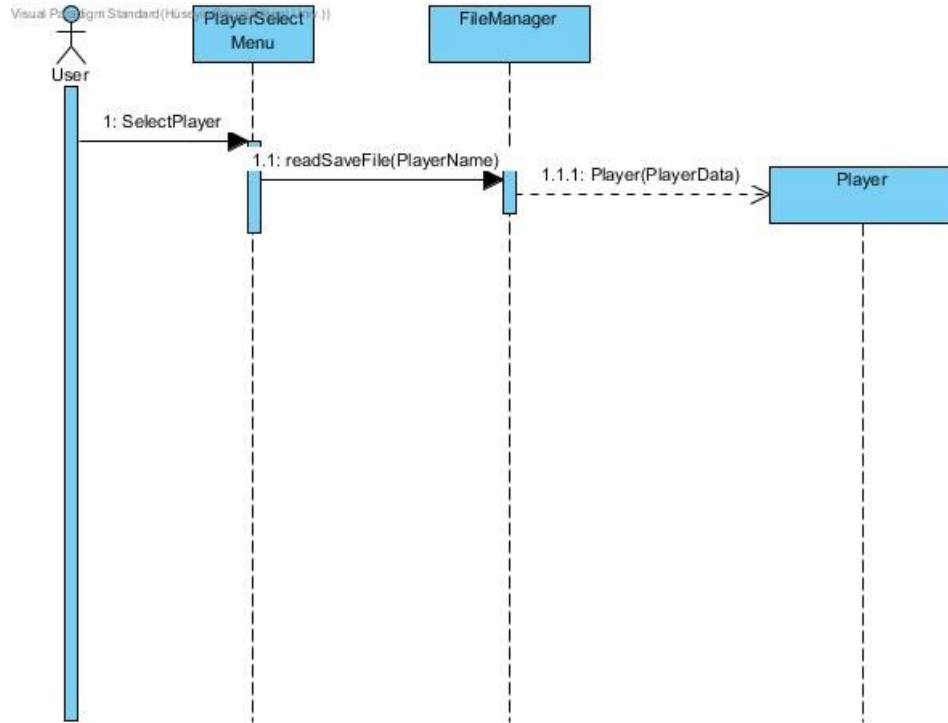 Visual Paradigm Standard
PlayerSelect
Menu
FileManager
User
1: SelectPlayer
1.1: readSaveFile(PlayerName)
1.1.1: Player(PlayerData)
Player